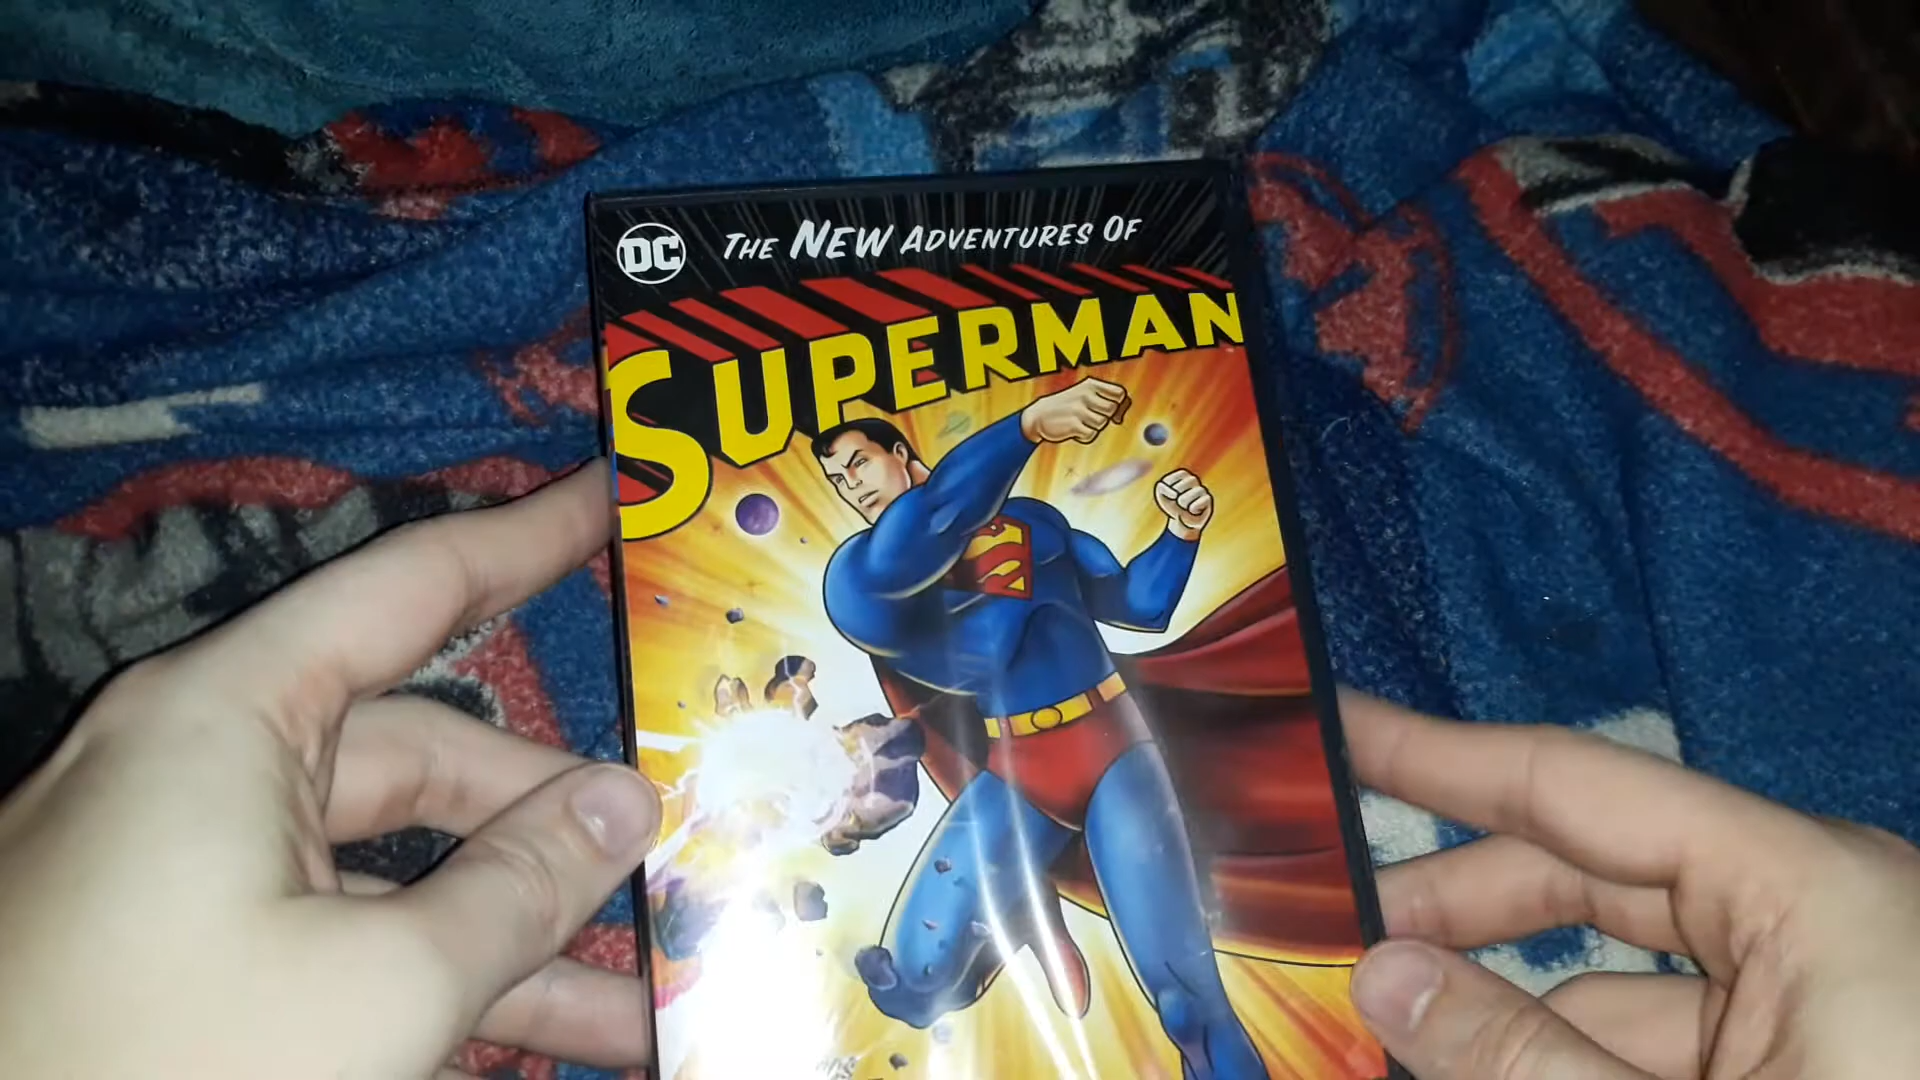 DC
THE NEW ADVENTURES OF
SUPERMAN